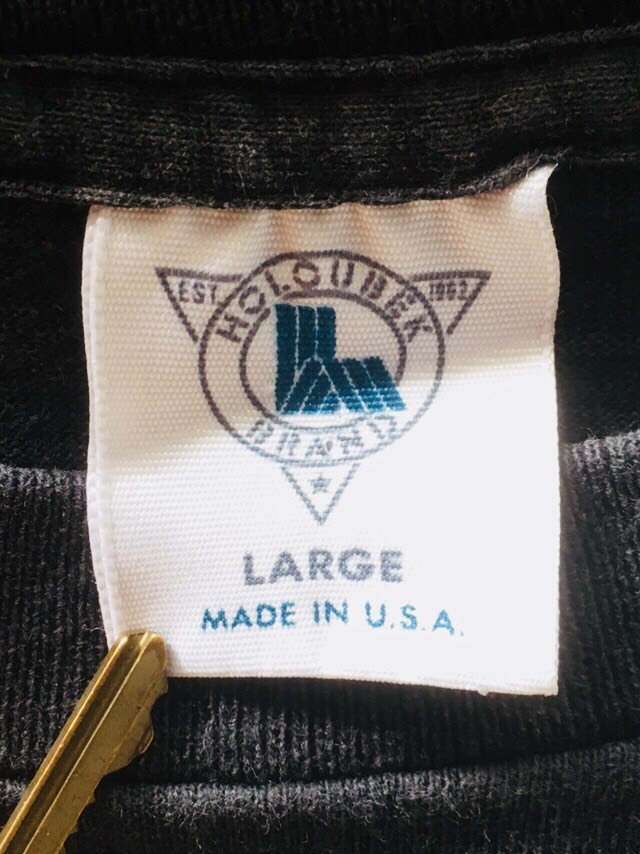 EST. 1963
HOLOUBEK
BRAND
LARGE
MADE IN U.S.A.